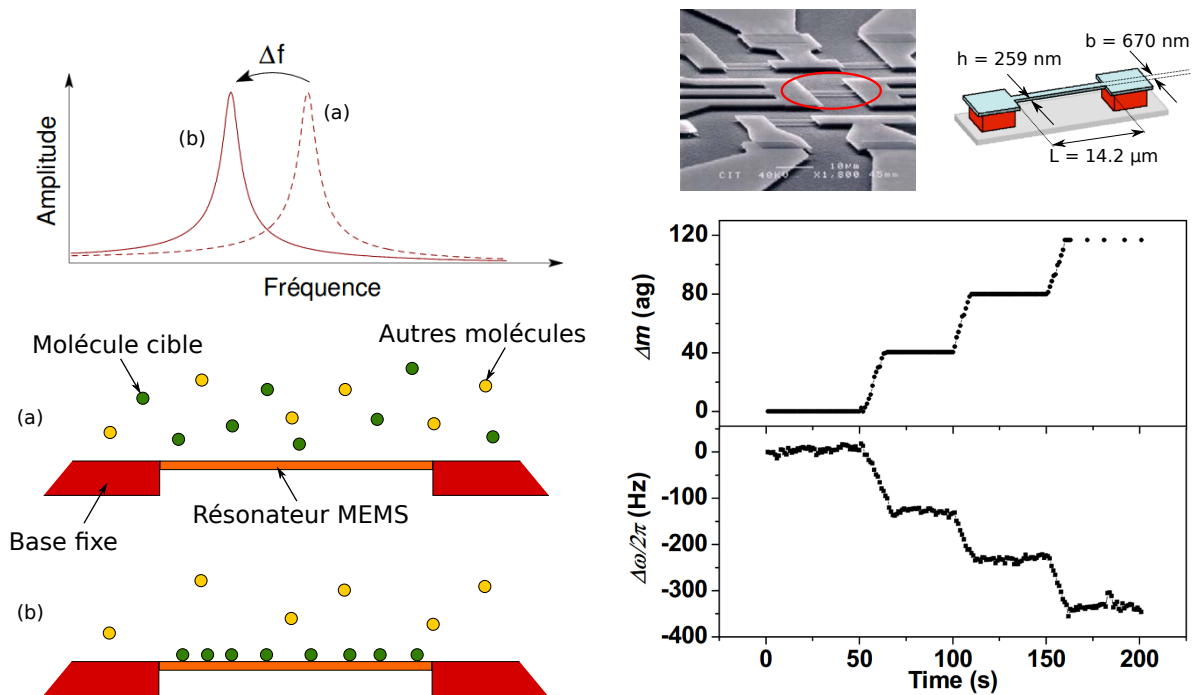 Δf
(a)
(b)
Amplitude
Fréquence
Molécule cible
Autres molécules
(a)
Résonateur MEMS
Base fixe
(b)
CIT 40KU X1,800 45mm
10µm
h = 259 nm
b = 670 nm
L = 14.2 µm
120
80
40
0
Δm (ag)
0
-100
-200
-300
-400
Δω/2π (Hz)
0 50 100 150 200
Time (s)